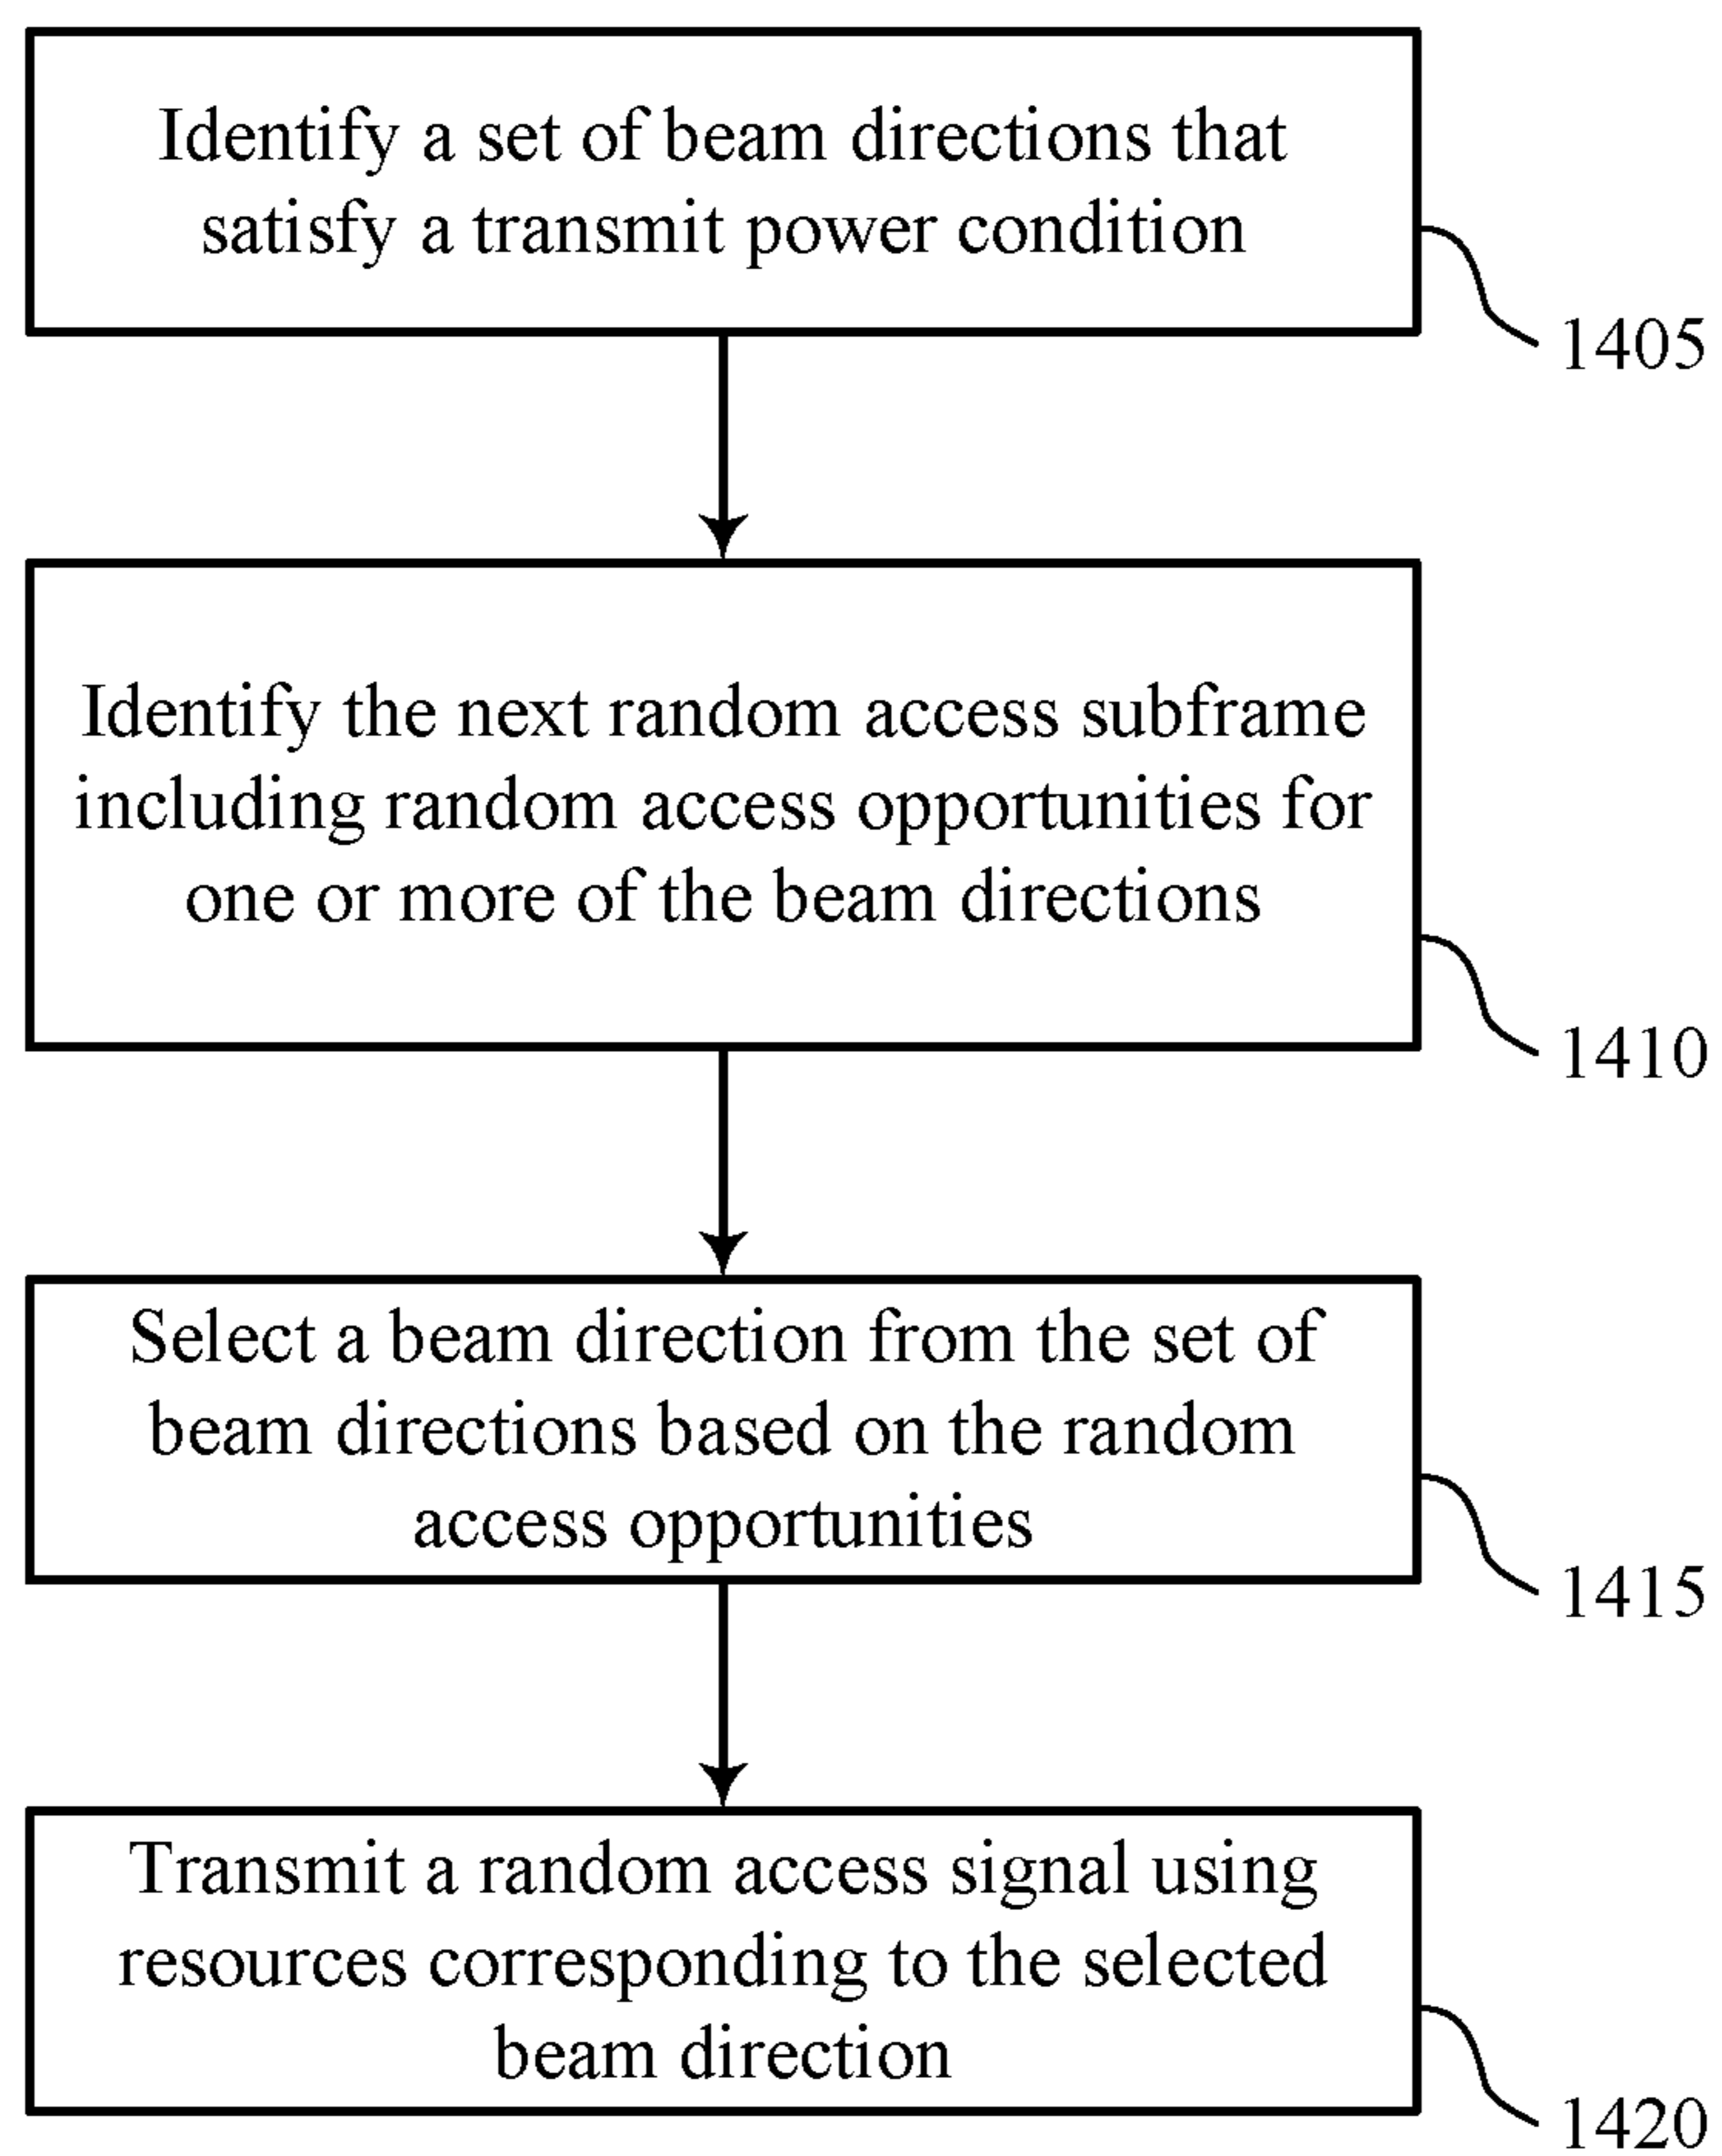 Identify a set of beam directions that
satisfy a transmit power condition
1405
Identify the next random access subframe
including random access opportunities for
one or more of the beam directions
1410
Select a beam direction from the set of
beam directions based on the random
access opportunities
1415
Transmit a random access signal using
resources corresponding to the selected
beam direction
1420